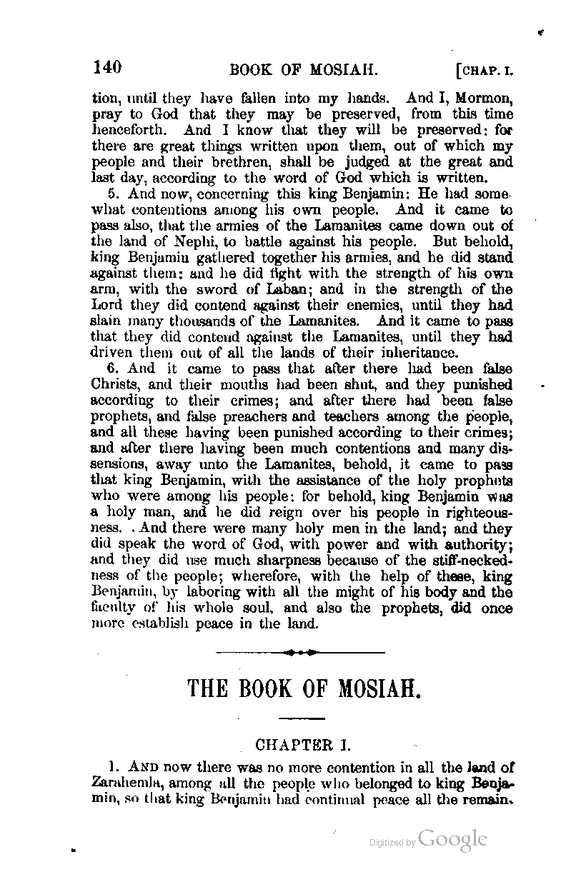 140 BOOK OF MOSIAH. [CHAP. I.
tion, until they have fallen into my hands. And I, Mormon,
pray to God that they may be preserved, from this time
henceforth. And I know that they will be preserved; for
there are great things written upon them, out of which my
people and their brethren, shall be judged at the great and
last day, according to the word of God which is written.
5. And now, concerning this king Benjamin: He had some-
what contentions among his own people. And it came to
pass also, that the armies of the Lamanites came down out of
the land of Nephi, to battle against his people. But behold,
king Benjamin gathered together his armies, and he did stand
against them; and he did fight with the strength of his own
arm, with the sword of Laban; and in the strength of the
Lord they did contend against their enemies, until they had
slain many thousands of the Lamanites. And it came to pass
that they did contend against the Lamanites, until they had
driven them out of all the lands of their inheritance.
6. And it came to pass that after there had been false
Christs, and their mouths had been shut, and they punished
according to their crimes; and after there had been false
prophets, and false preachers and teachers among the people,
and all these having been punished according to their crimes;
and after there having been much contentions and many dis-
sensions, away unto the Lamanites, behold, it came to pass
that king Benjamin, with the assistance of the holy prophets
who were among his people: for behold, king Benjamin was
a holy man, and he did reign over his people in righteous-
ness. And there were many holy men in the land; and they
did speak the word of God, with power and with authority;
and they did use much sharpness because of the stiff-necked-
ness of the people; wherefore, with the help of these, king
Benjamin, by laboring with all the might of his body and the
faculty of his whole soul, and also the prophets, did once
more establish peace in the land.
THE BOOK OF MOSIAH.
CHAPTER I.
1. AND now there was no more contention in all the land of
Zarahemla, among all the people who belonged to king Benja-
min, so that king Benjamin had continual peace all the remain-
Digitized by Google